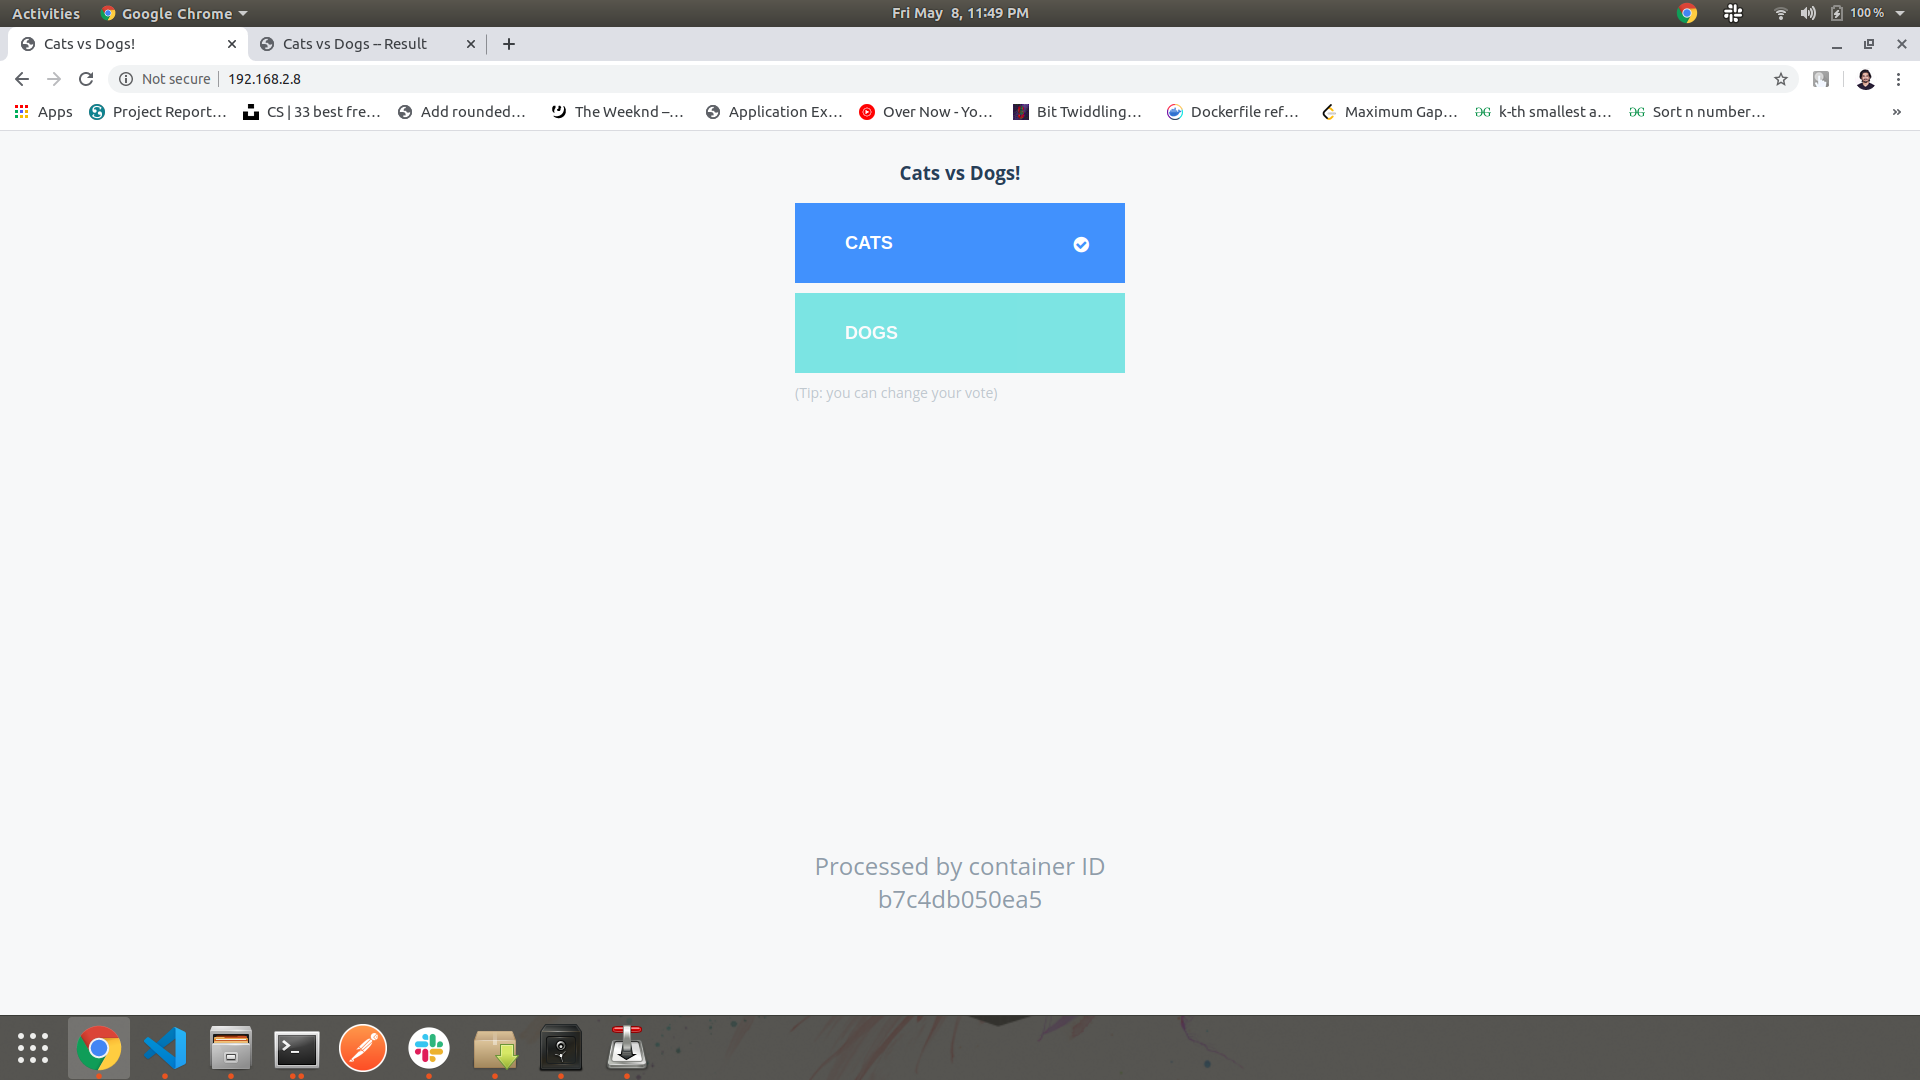 Activities
Google Chrome
Fri May 8, 11:49 PM
100 %
Cats vs Dogs!
Cats vs Dogs -- Result
Not secure
192.168.2.8
Apps
Project Report…
CS | 33 best fre…
Add rounded…
The Weeknd –…
Application Ex…
Over Now - Yo…
Bit Twiddling…
Dockerfile ref…
Maximum Gap…
k-th smallest a…
Sort n number…
»
Cats vs Dogs!
CATS
DOGS
(Tip: you can change your vote)
Processed by container ID
b7c4db050ea5